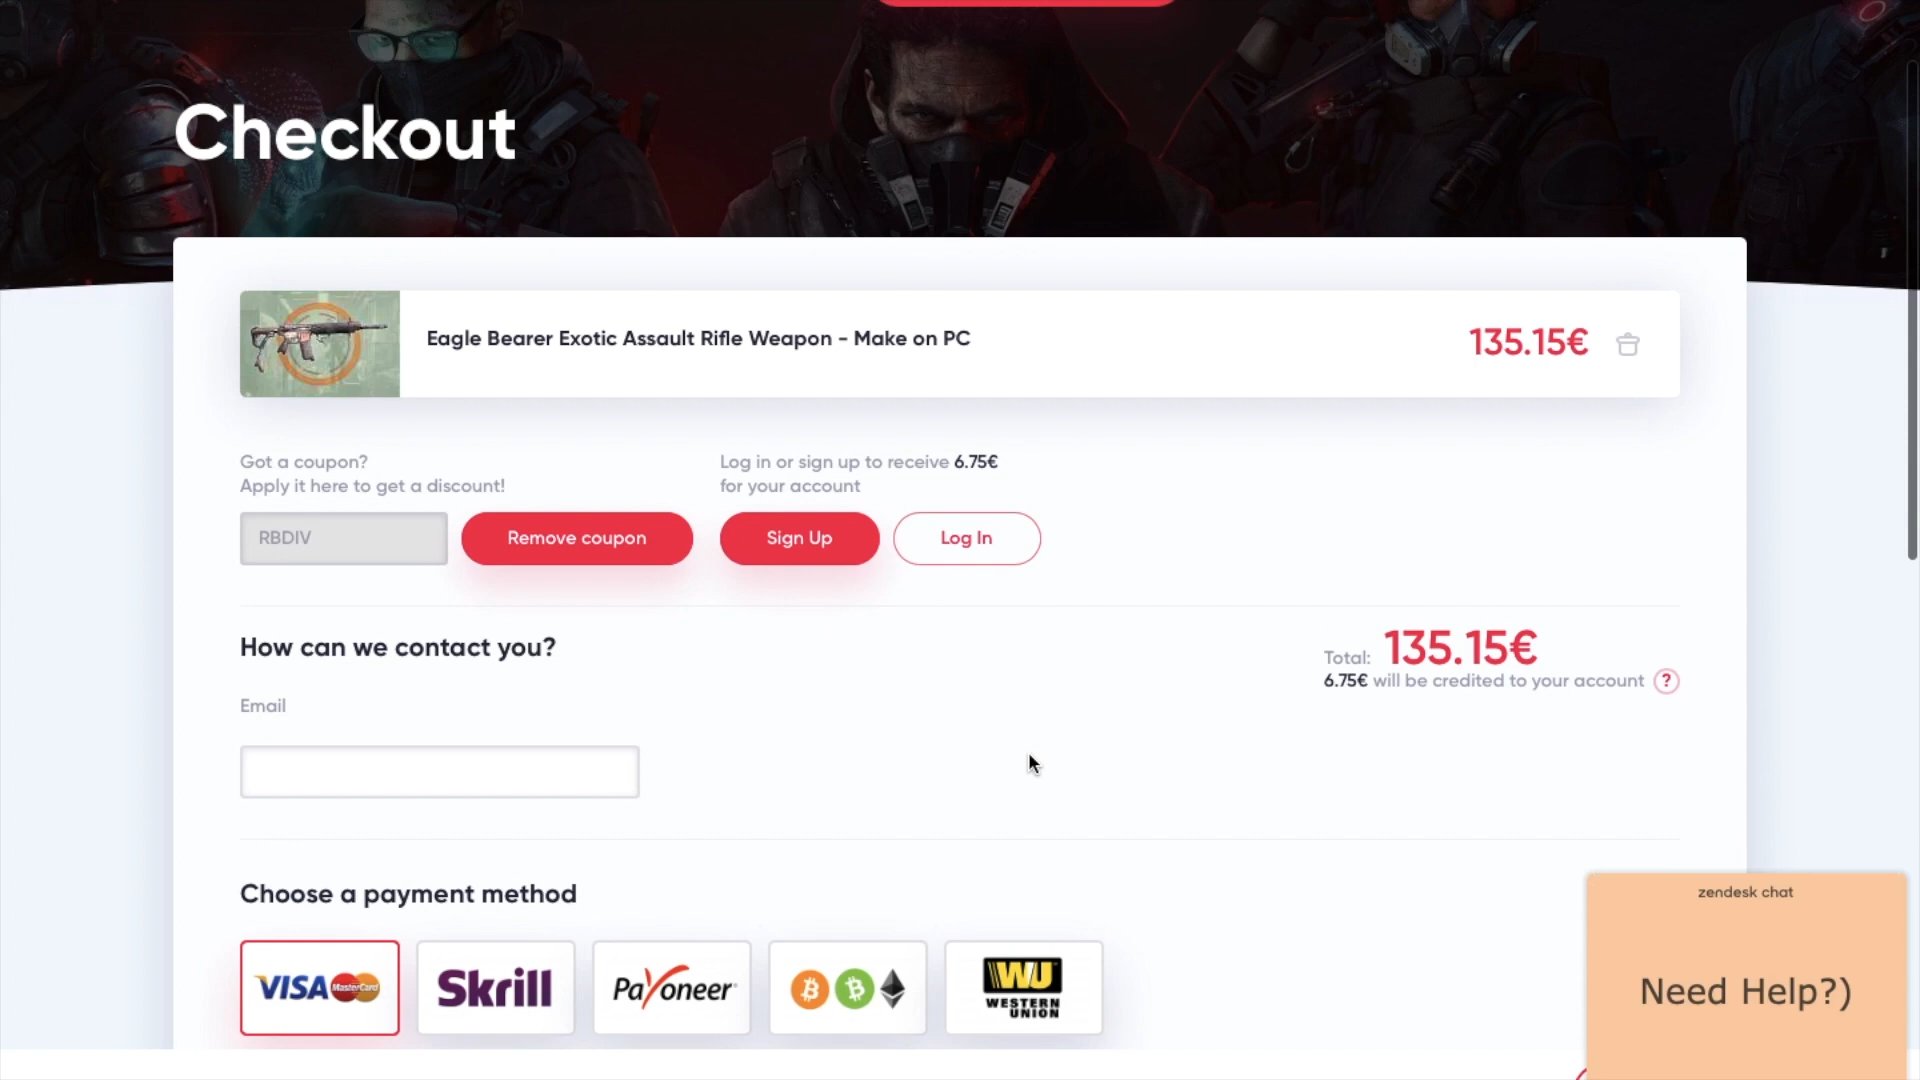 Checkout
Eagle Bearer Exotic Assault Rifle Weapon - Make on PC
135.15€
Got a coupon?
Apply it here to get a discount!
Log in or sign up to receive 6.75€
for your account
RBDIV
Remove coupon
Sign Up
Log In
How can we contact you?
Total: 135.15€
6.75€ will be credited to your account ?
Email
Choose a payment method
VISA MasterCard
Skrill
Payoneer
WU
WESTERN
UNION
zendesk chat
Need Help?)